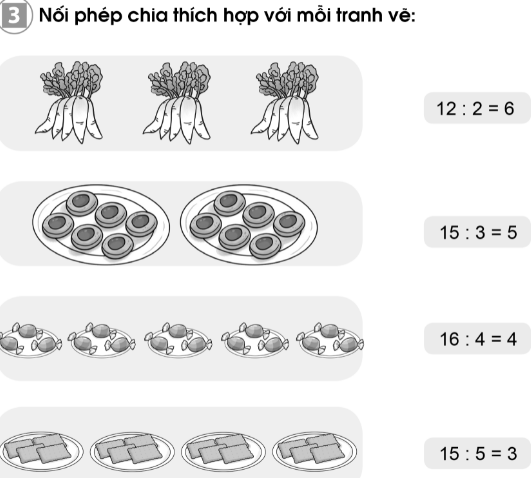 3 Nối phép chia thích hợp với mỗi tranh vẽ:
12 : 2 = 6
15 : 3 = 5
16 : 4 = 4
15 : 5 = 3